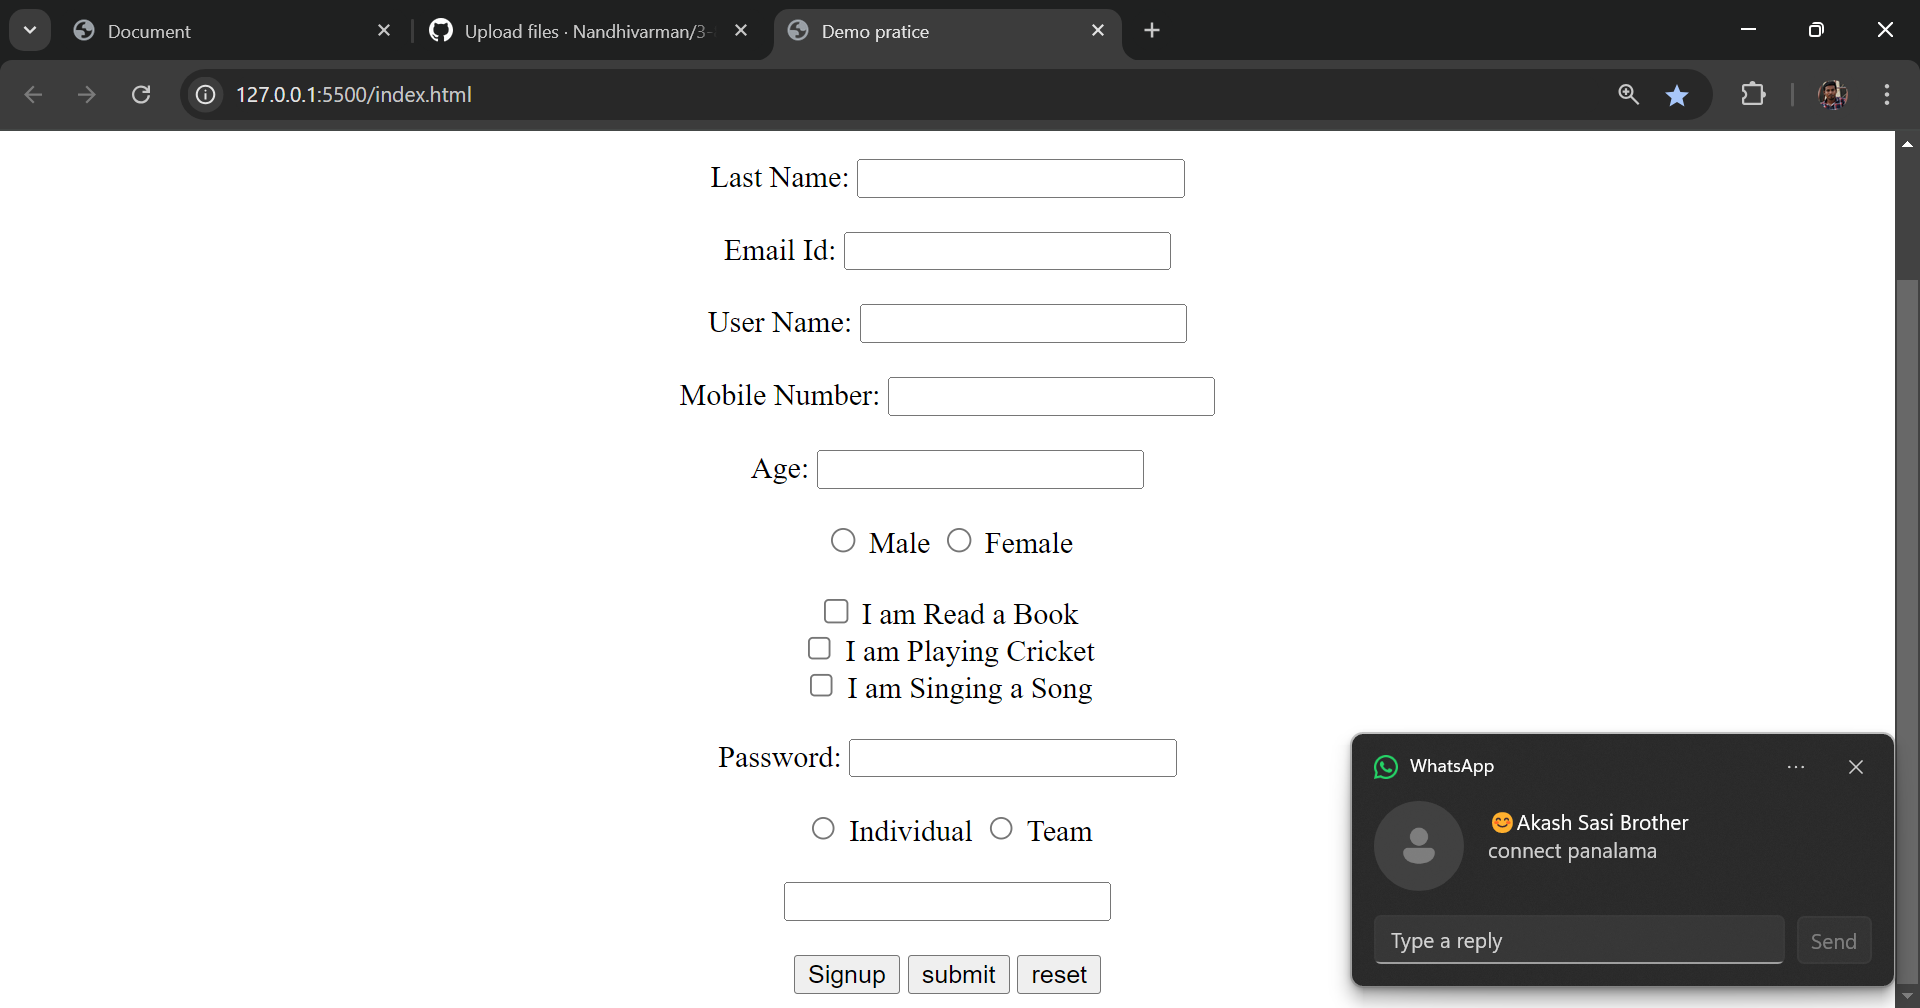 Document
Upload files · Nandhivarman/3-
Demo pratice
127.0.0.1:5500/index.html
Last Name:
Email Id:
User Name:
Mobile Number:
Age:
Male Female
I am Read a Book
I am Playing Cricket
I am Singing a Song
Password:
Individual Team
Signup submit reset
WhatsApp
😊Akash Sasi Brother
connect panalama
Type a reply Send